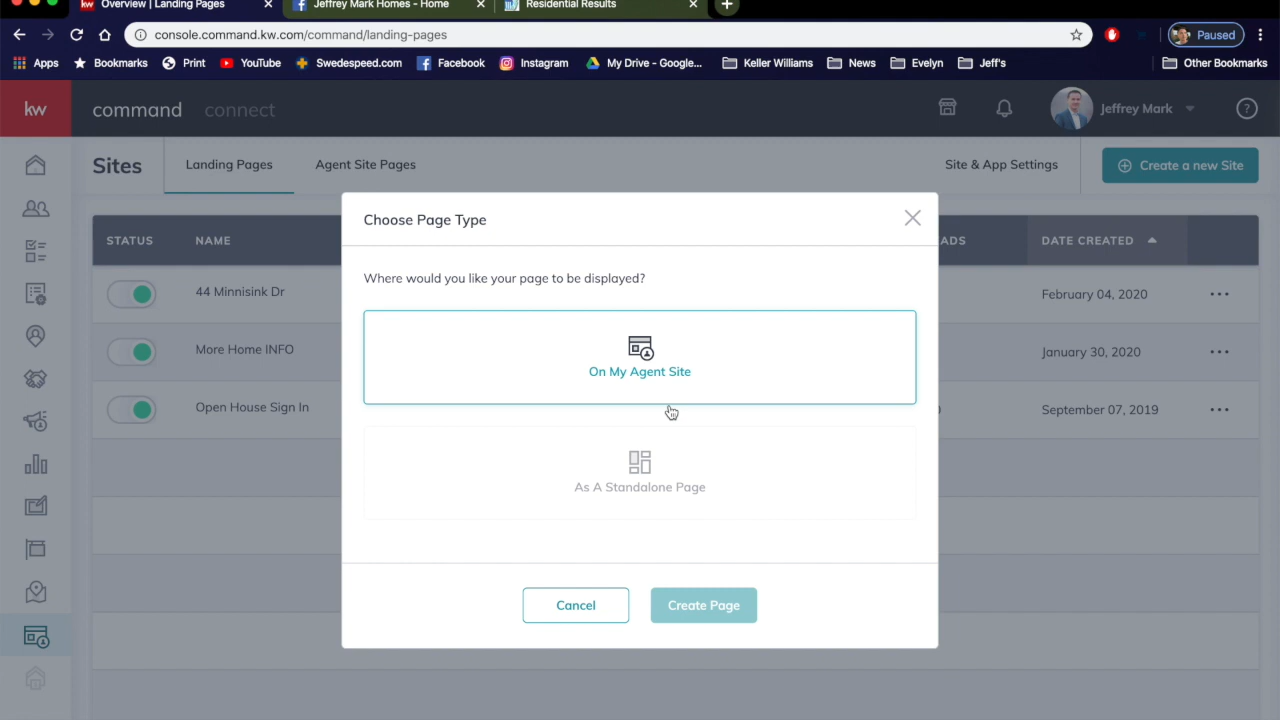 Overview | Landing Pages
Jeffrey Mark Homes - Home
Residential Results
console.command.kw.com/command/landing-pages
Paused
Apps
Bookmarks
Print
YouTube
Swedespeed.com
Facebook
Instagram
My Drive - Google...
Keller Williams
News
Evelyn
Jeff's
Other Bookmarks
kw
command
connect
Jeffrey Mark
Sites
Landing Pages
Agent Site Pages
Site & App Settings
Create a new Site
STATUS
NAME
ADS
DATE CREATED
44 Minnisink Dr
February 04, 2020
More Home INFO
January 30, 2020
Open House Sign In
September 07, 2019
Choose Page Type
Where would you like your page to be displayed?
On My Agent Site
As A Standalone Page
Cancel
Create Page